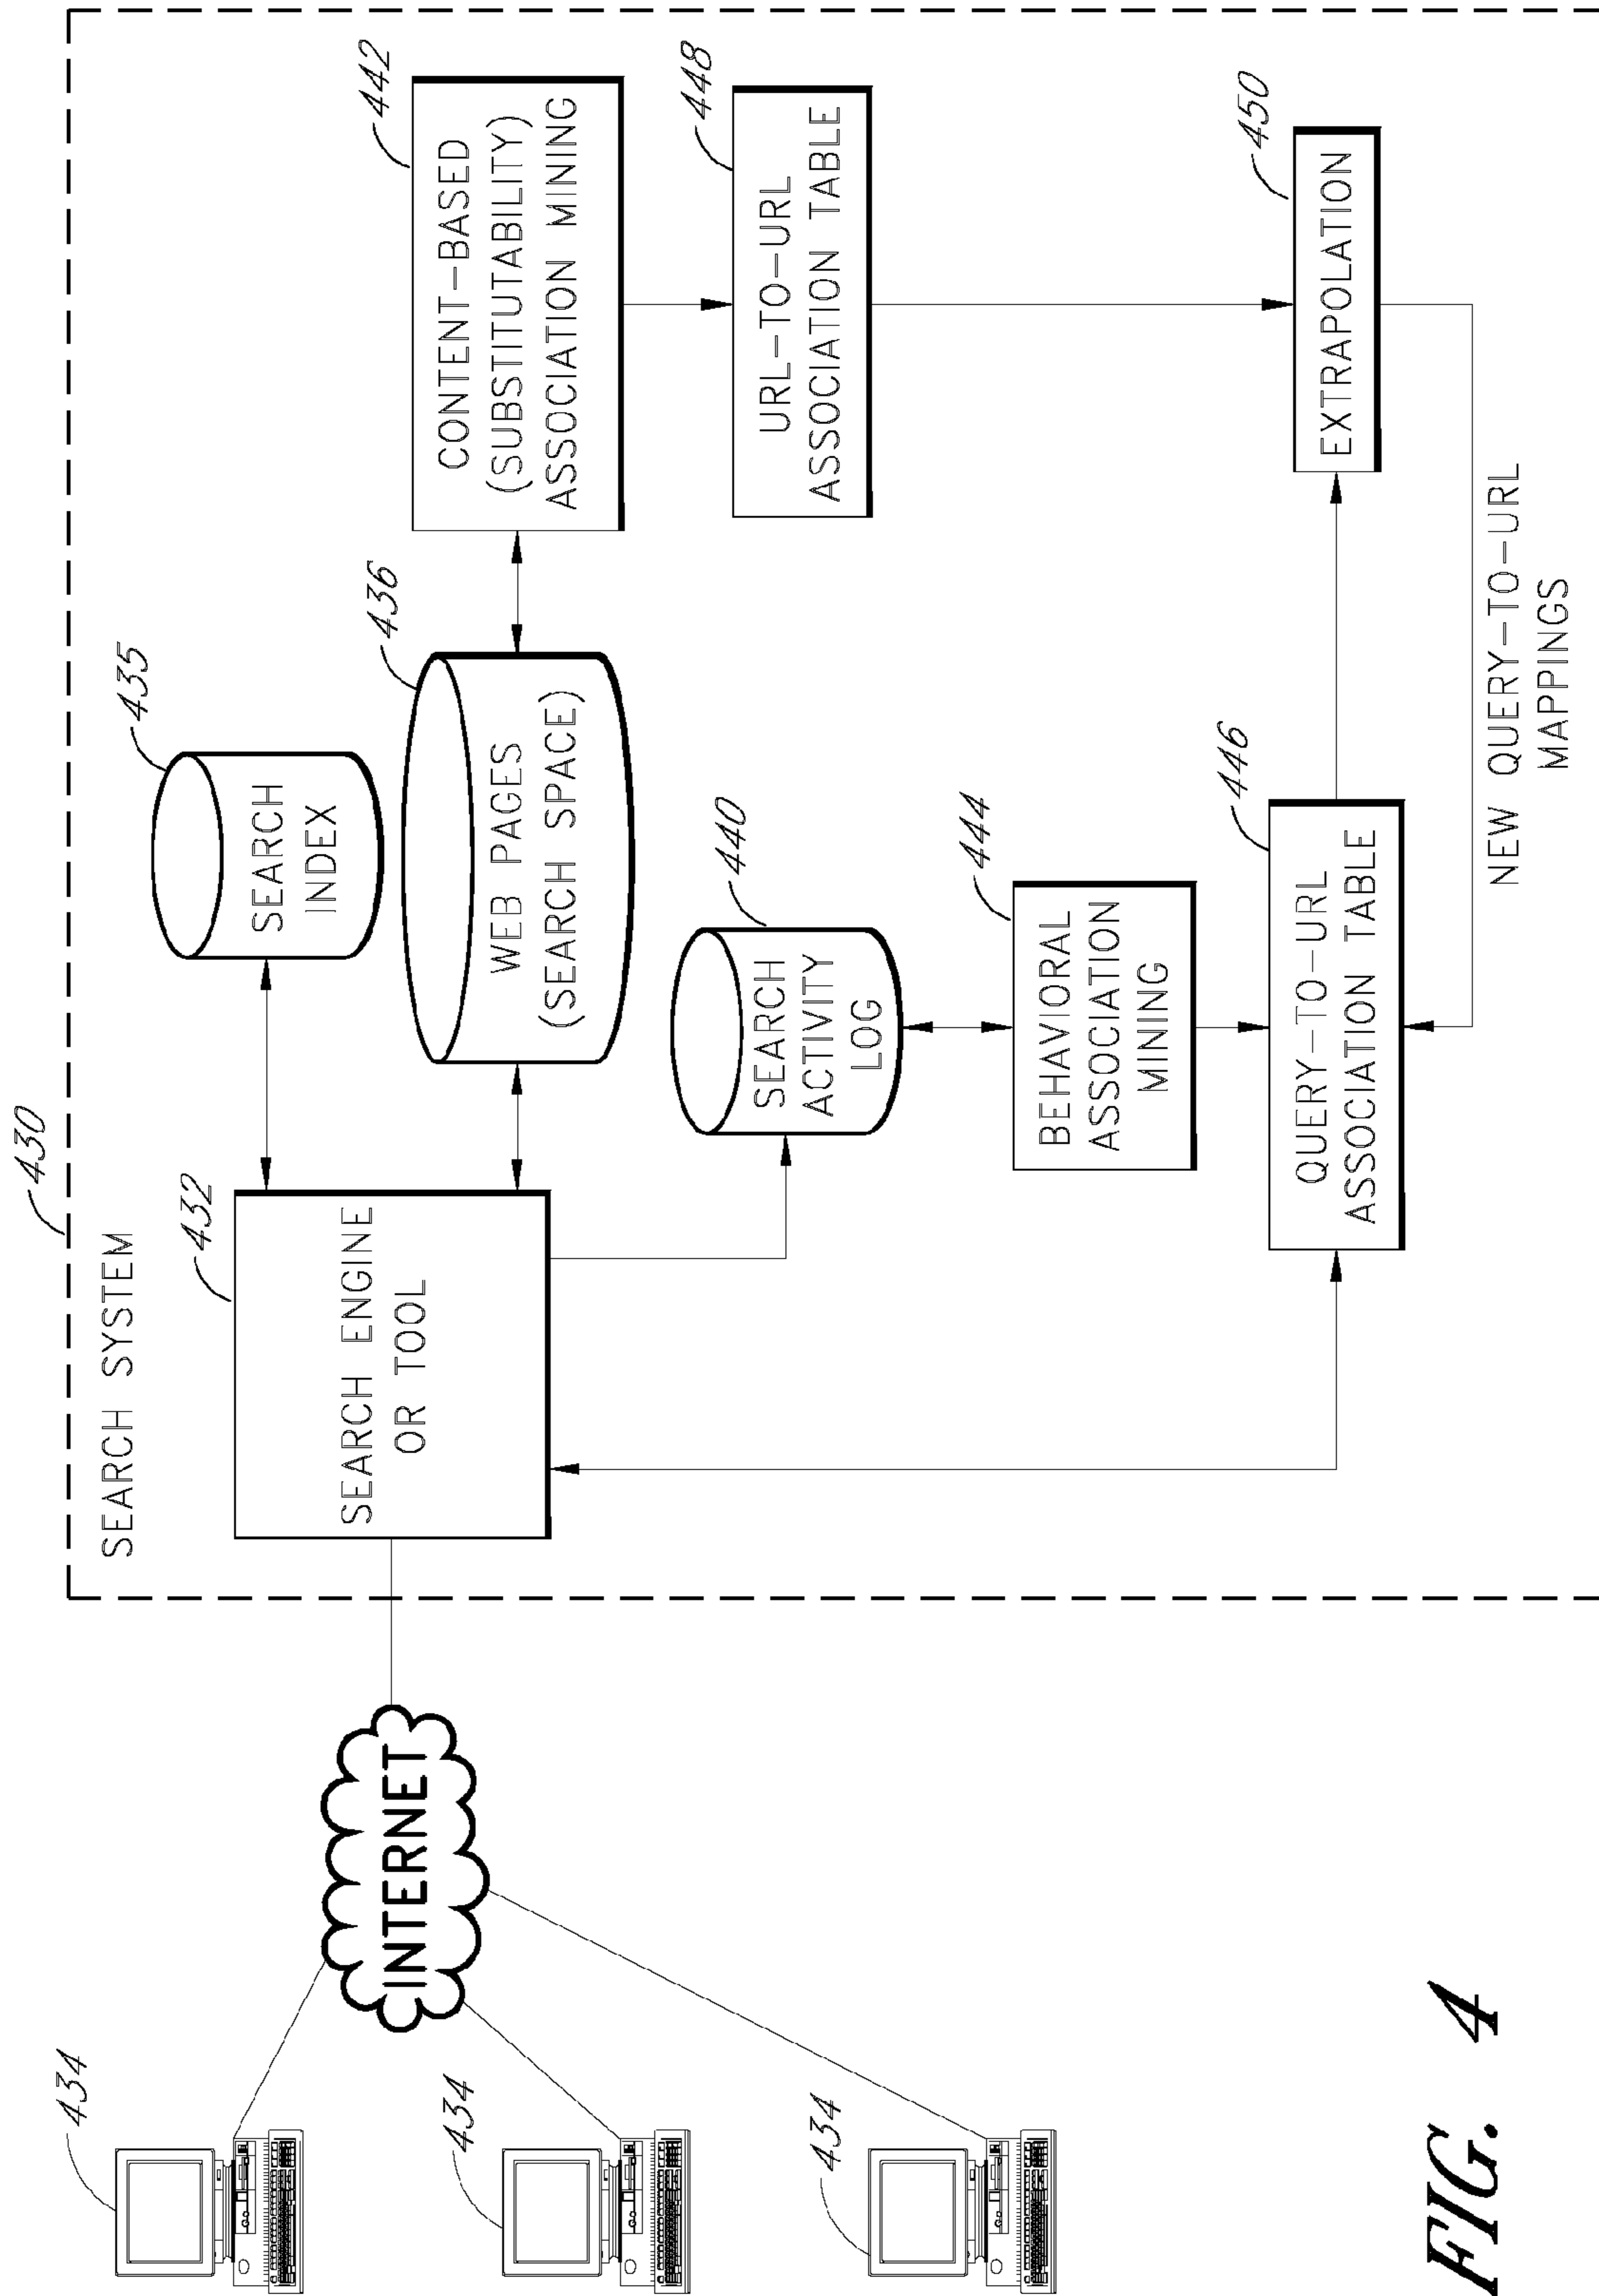 430
SEARCH SYSTEM
432
SEARCH ENGINE
OR TOOL
435
SEARCH
INDEX
436
WEB PAGES
(SEARCH SPACE)
442
CONTENT-BASED
(SUBSTITUTABILITY)
ASSOCIATION MINING
434
434
434
INTERNET
440
SEARCH
ACTIVITY
LOG
448
URL-TO-URL
ASSOCIATION TABLE
444
BEHAVIORAL
ASSOCIATION
MINING
446
QUERY-TO-URL
ASSOCIATION TABLE
450
EXTRAPOLATION
NEW QUERY-TO-URL
MAPPINGS
FIG. 4